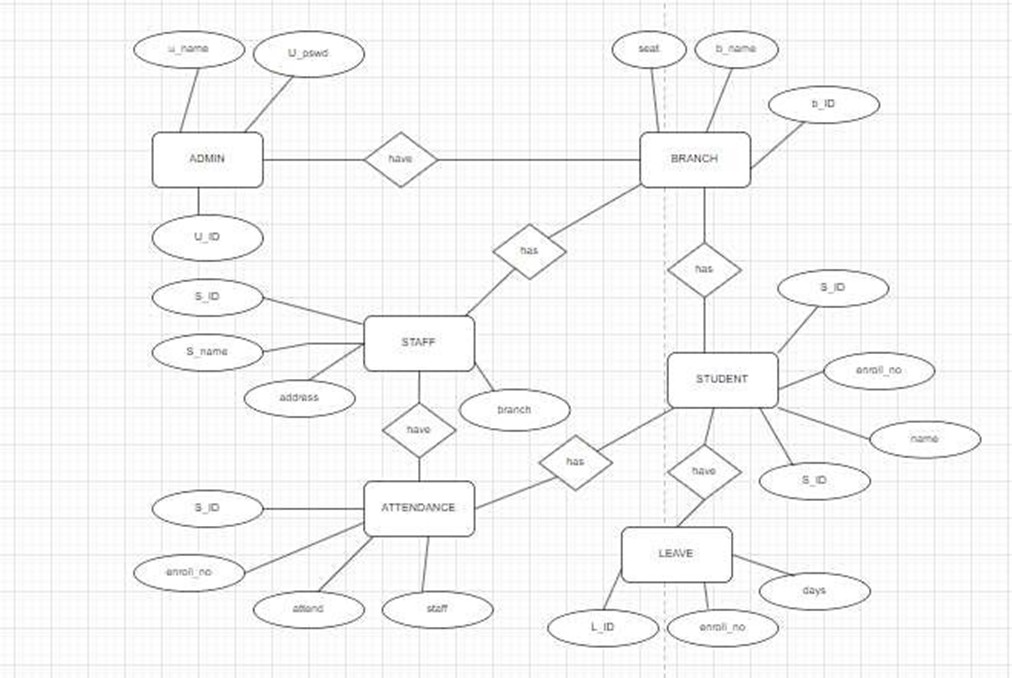 u_name
U_pswd
seat
b_name
b_ID
ADMIN
have
BRANCH
U_ID
has
has
S_ID
S_ID
STAFF
S_name
STUDENT
enroll_no
address
branch
have
name
has
have
S_ID
S_ID
ATTENDANCE
LEAVE
enroll_no
days
attend
staff
L_ID
enroll_no